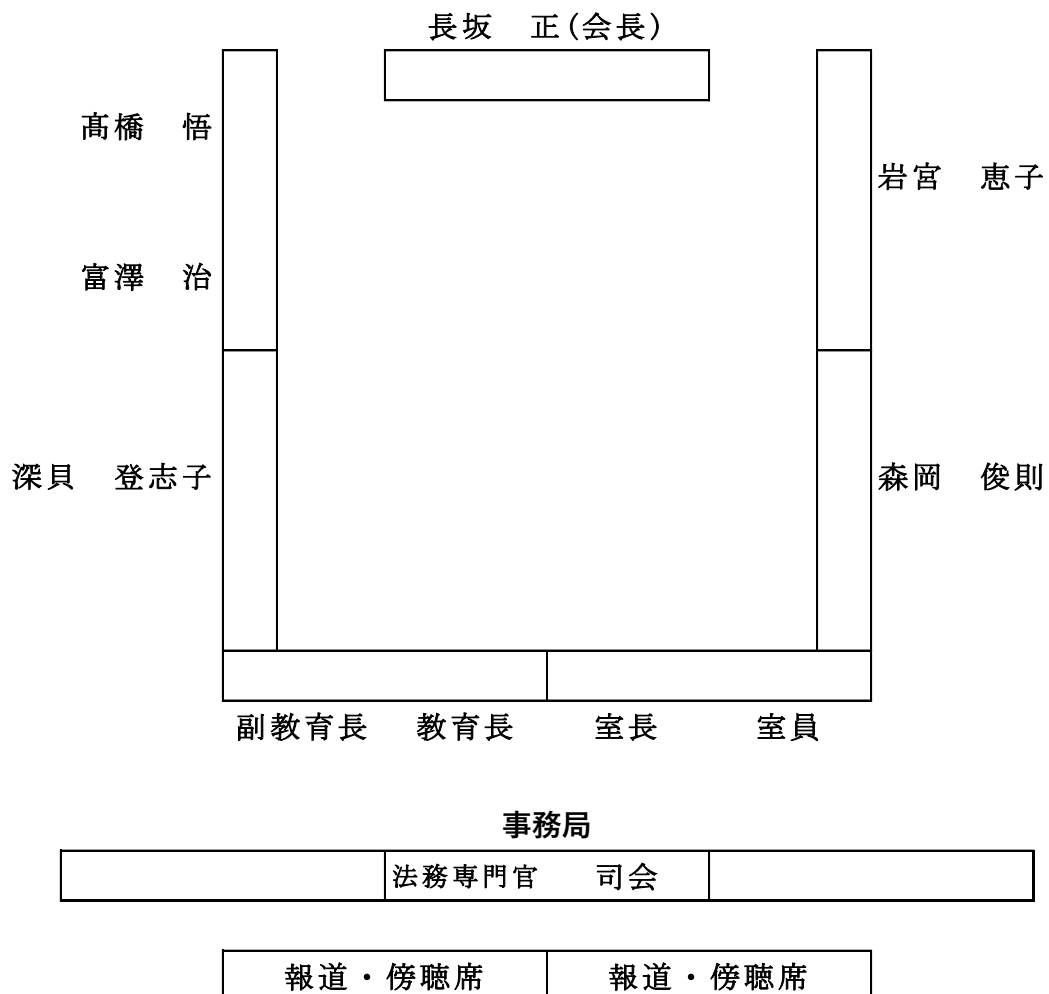 長坂　正(会長)
髙橋　悟
岩宮　恵子
富澤　治
深貝　登志子
森岡　俊則
副教育長　教育長　室長　室員
事務局
法務専門官　司会
報道・傍聴席　報道・傍聴席